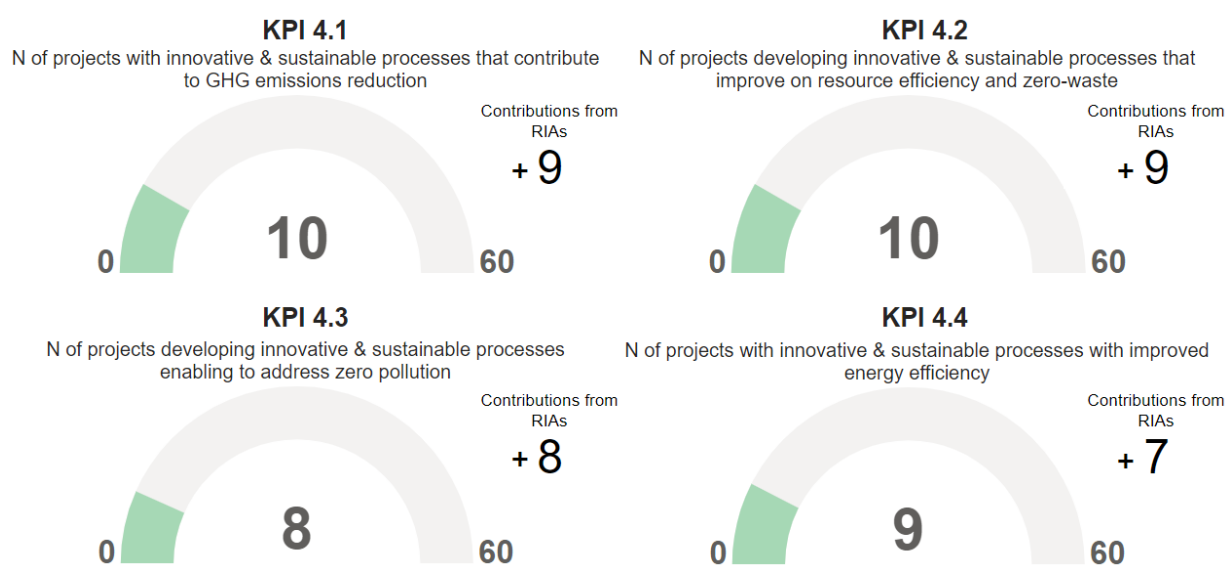 KPI 4.1
N of projects with innovative & sustainable processes that contribute
to GHG emissions reduction
Contributions from
RIAs
+ 9
10
0
60
KPI 4.2
N of projects developing innovative & sustainable processes that
improve on resource efficiency and zero-waste
Contributions from
RIAs
+ 9
10
0
60
KPI 4.3
N of projects developing innovative & sustainable processes
enabling to address zero pollution
Contributions from
RIAs
+ 8
8
0
60
KPI 4.4
N of projects with innovative & sustainable processes with improved
energy efficiency
Contributions from
RIAs
+ 7
9
0
60